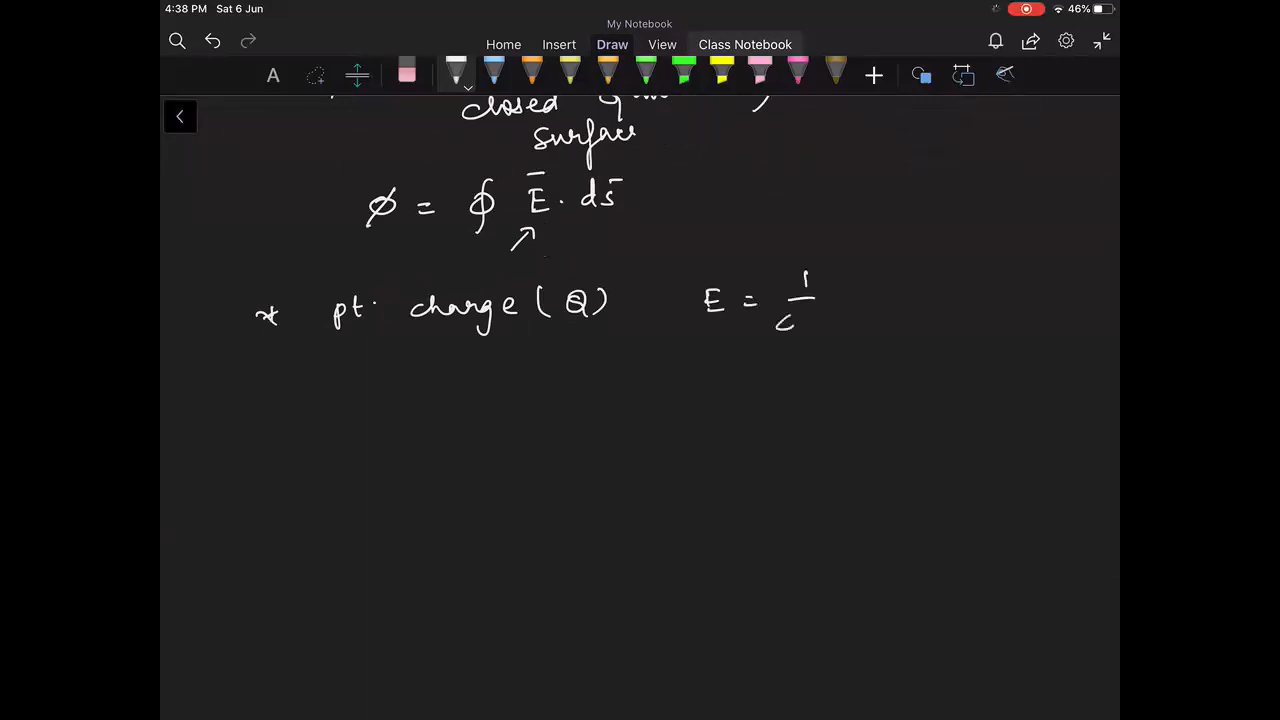 4:38 PM Sat 6 Jun
46%
My Notebook
Home Insert Draw View Class Notebook
A
closed
surface
ϕ = ∮ E̅ . ds̅
* pt. charge (Q) E = 1/